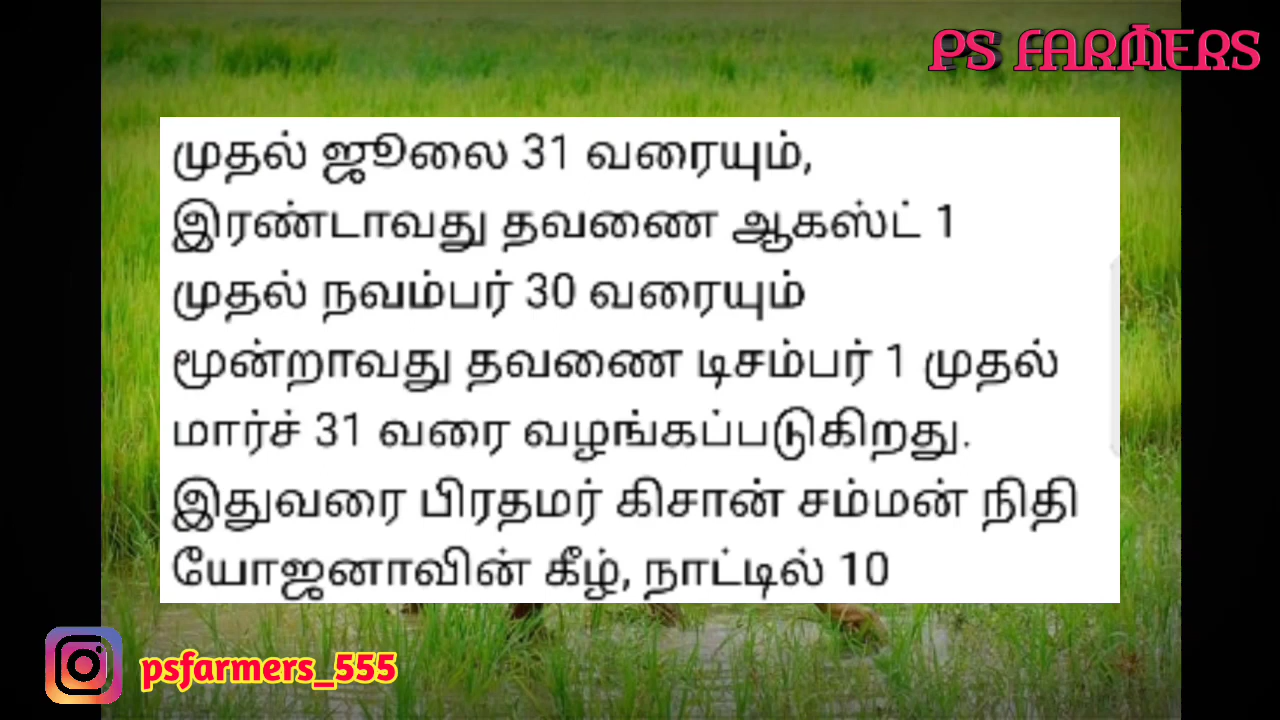 PS FARMERS
முதல் ஜூலை 31 வரையும்,
இரண்டாவது தவணை ஆகஸ்ட் 1
முதல் நவம்பர் 30 வரையும்
மூன்றாவது தவணை டிசம்பர் 1 முதல்
மார்ச் 31 வரை வழங்கப்படுகிறது.
இதுவரை பிரதமர் கிசான் சம்மன் நிதி
யோஜனாவின் கீழ், நாட்டில் 10
psfarmers_555